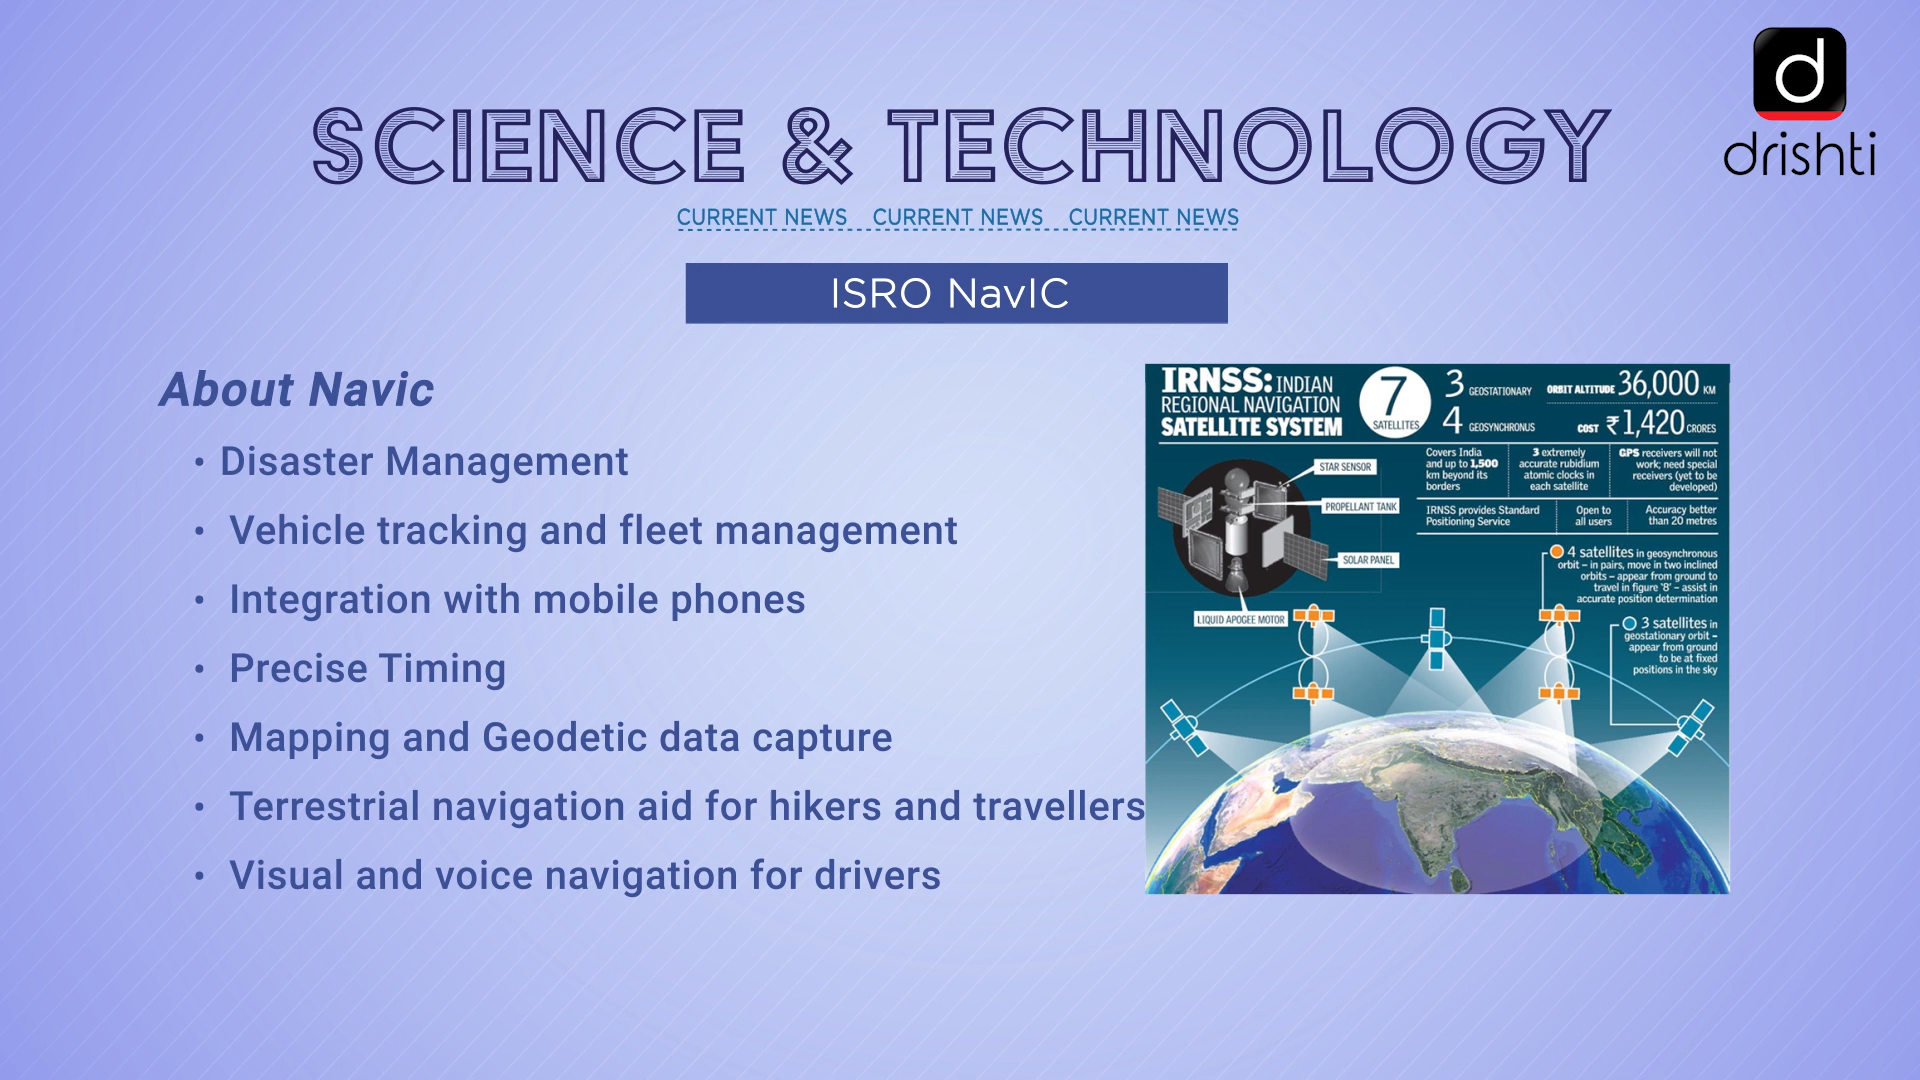 d
drishti
SCIENCE & TECHNOLOGY
CURRENT NEWS CURRENT NEWS CURRENT NEWS
ISRO NavIC
About Navic
• Disaster Management
• Vehicle tracking and fleet management
• Integration with mobile phones
• Precise Timing
• Mapping and Geodetic data capture
• Terrestrial navigation aid for hikers and travellers
• Visual and voice navigation for drivers
IRNSS: INDIAN
REGIONAL NAVIGATION
SATELLITE SYSTEM
7
SATELLITES
3 GEOSTATIONARY
4 GEOSYNCHRONUS
ORBIT ALTITUDE 36,000 KM
COST ₹1,420 CRORES
Covers India
and up to 1,500
km beyond its
borders
3 extremely
accurate rubidium
atomic clocks in
each satellite
GPS receivers will not
work; need special
receivers (yet to be
developed)
IRNSS provides Standard
Positioning Service
Open to
all users
Accuracy better
than 20 metres
STAR SENSOR
PROPELLANT TANK
SOLAR PANEL
LIQUID APOGEE MOTOR
4 satellites in geosynchronous
orbit – in pairs, move in two inclined
orbits – appear from ground to
travel in figure '8' – assist in
accurate position determination
3 satellites in
geostationary orbit –
appear from ground
to be at fixed
positions in the sky